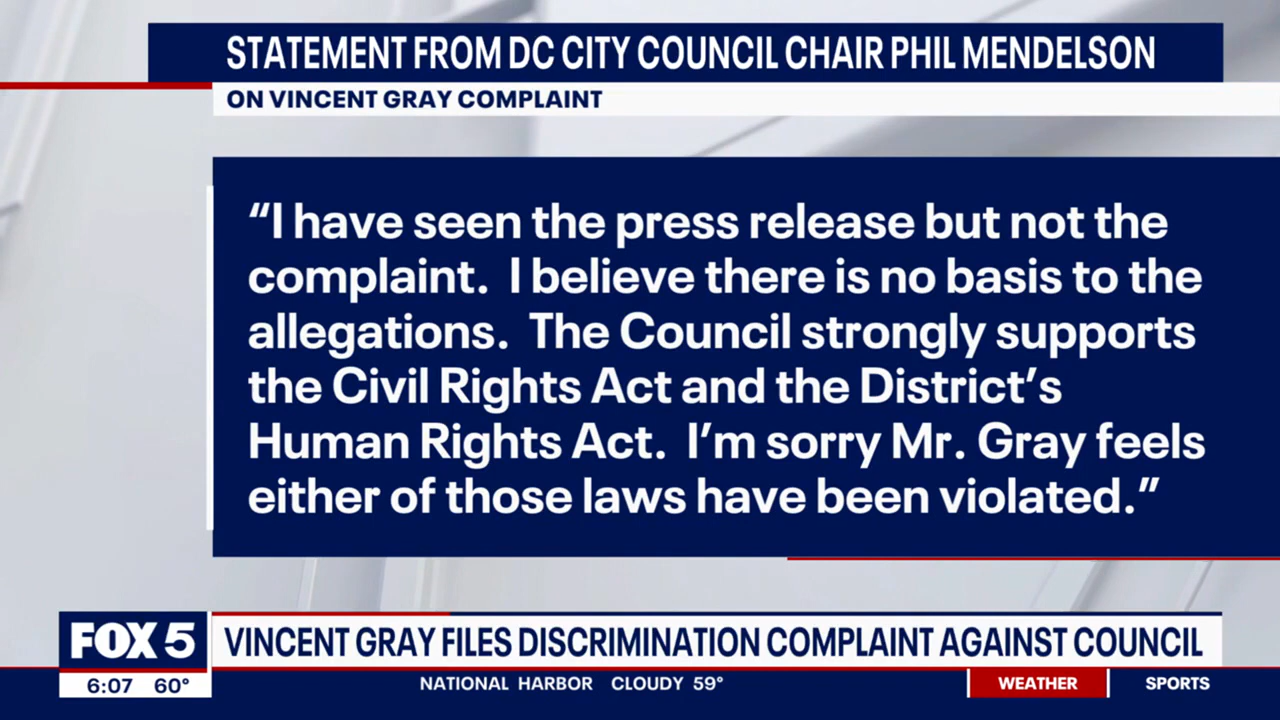 STATEMENT FROM DC CITY COUNCIL CHAIR PHIL MENDELSON
ON VINCENT GRAY COMPLAINT
“I have seen the press release but not the
complaint.  I believe there is no basis to the
allegations.  The Council strongly supports
the Civil Rights Act and the District’s
Human Rights Act.  I’m sorry Mr. Gray feels
either of those laws have been violated.”
FOX 5
VINCENT GRAY FILES DISCRIMINATION COMPLAINT AGAINST COUNCIL
6:07 60°
NATIONAL HARBOR CLOUDY 59°
WEATHER
SPORTS